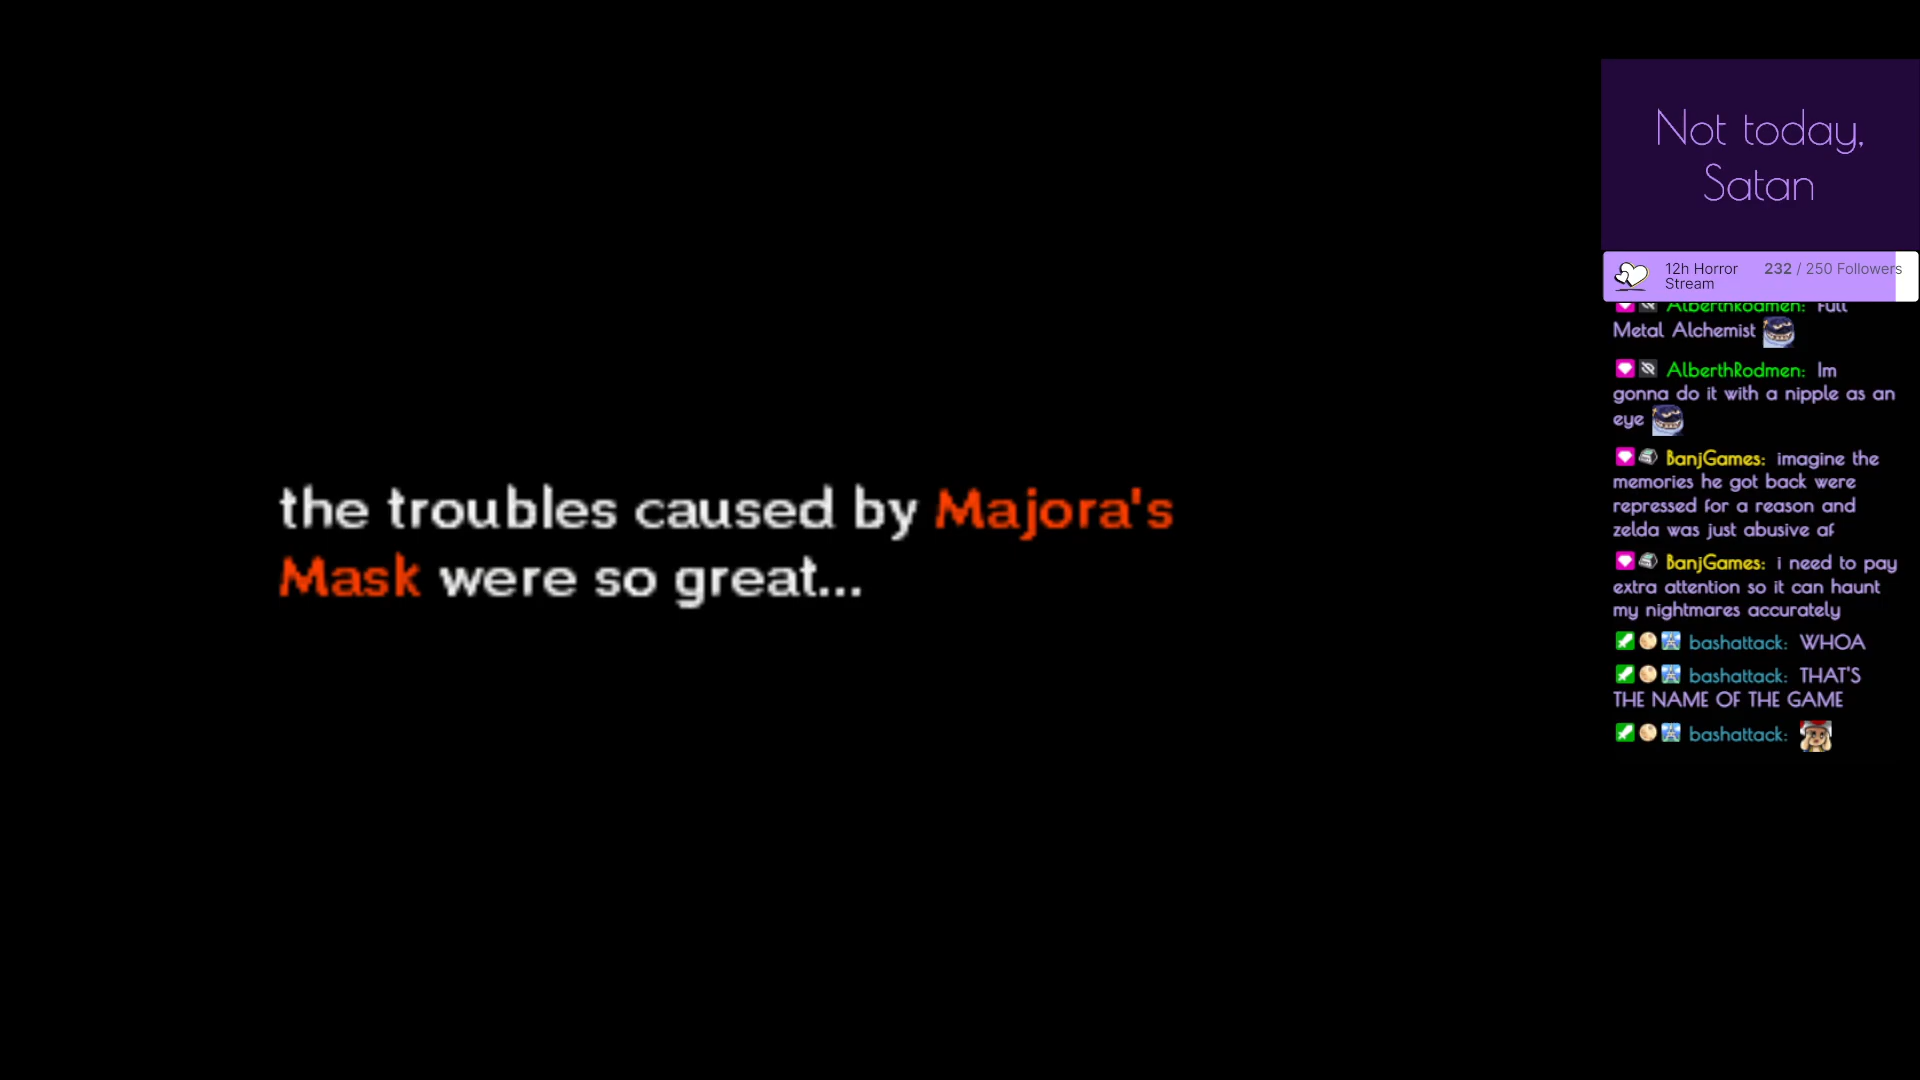 the troubles caused by Majora's
Mask were so great...
Not today,
Satan
12h Horror
Stream
232 / 250 Followers
AlberthRodmen: Full
Metal Alchemist
AlberthRodmen: Im
gonna do it with a nipple as an
eye
BanjGames: imagine the
memories he got back were
repressed for a reason and
zelda was just abusive af
BanjGames: i need to pay
extra attention so it can haunt
my nightmares accurately
bashattack: WHOA
bashattack: THAT'S
THE NAME OF THE GAME
bashattack: